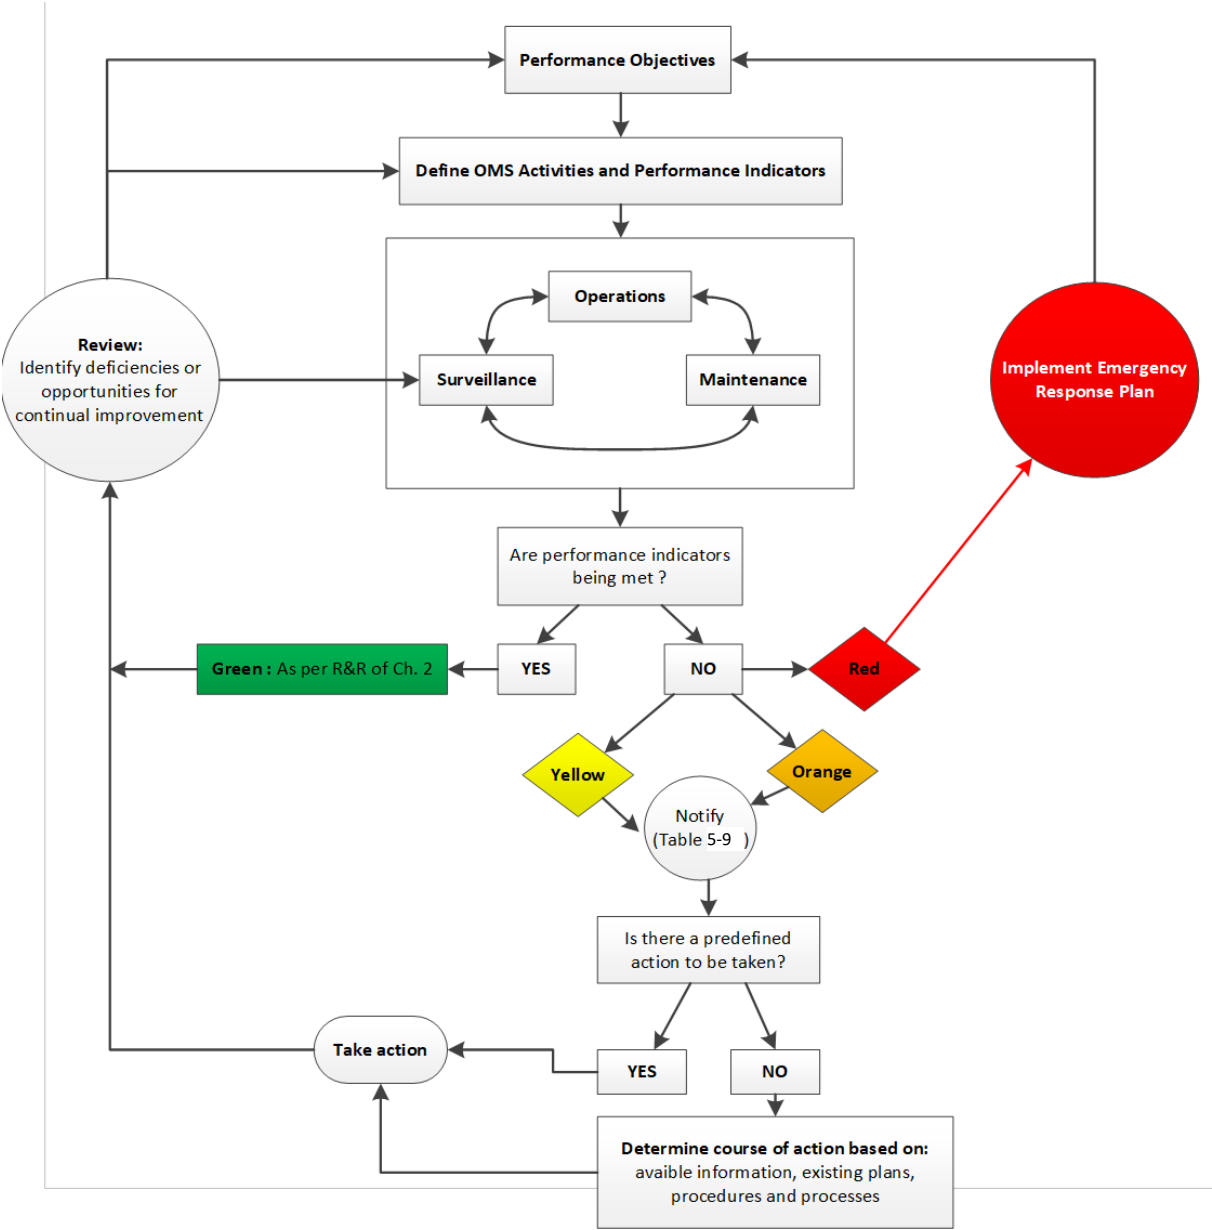 Performance Objectives
Define OMS Activities and Performance Indicators
Operations
Surveillance
Maintenance
Review:
Identify deficiencies or
opportunities for
continual improvement
Implement Emergency
Response Plan
Are performance indicators
being met ?
Green : As per R&R of Ch. 2
YES
NO
Red
Yellow
Orange
Notify
(Table 5-9 )
Is there a predefined
action to be taken?
Take action
YES
NO
Determine course of action based on:
avaible information, existing plans,
procedures and processes